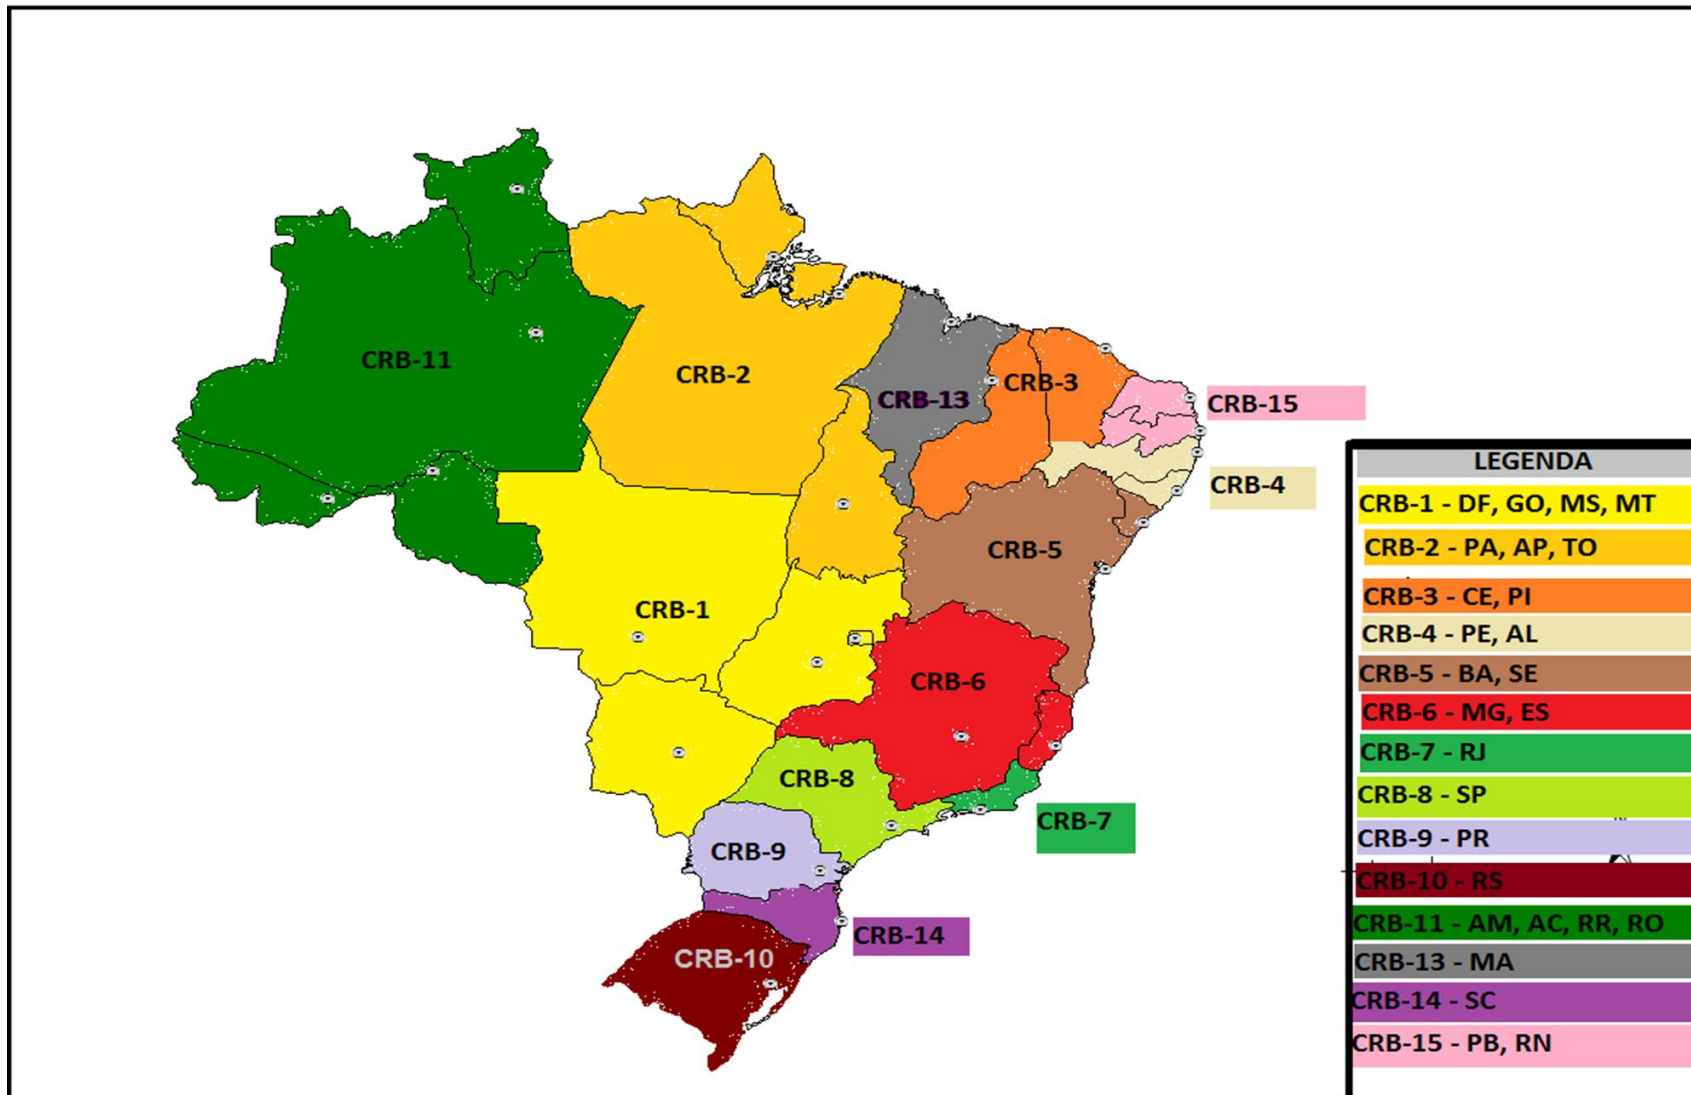 CRB-11
CRB-2
CRB-13
CRB-3
CRB-15
CRB-4
CRB-5
CRB-1
CRB-6
CRB-8
CRB-7
CRB-9
CRB-14
CRB-10
LEGENDA
CRB-1 - DF, GO, MS, MT
CRB-2 - PA, AP, TO
CRB-3 - CE, PI
CRB-4 - PE, AL
CRB-5 - BA, SE
CRB-6 - MG, ES
CRB-7 - RJ
CRB-8 - SP
CRB-9 - PR
CRB-10 - RS
CRB-11 - AM, AC, RR, RO
CRB-13 - MA
CRB-14 - SC
CRB-15 - PB, RN